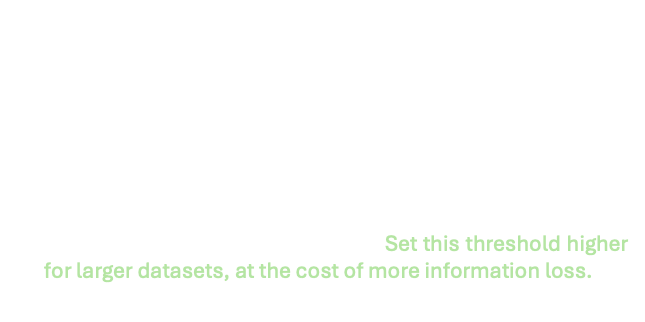 Set this threshold higher
for larger datasets, at the cost of more information loss.